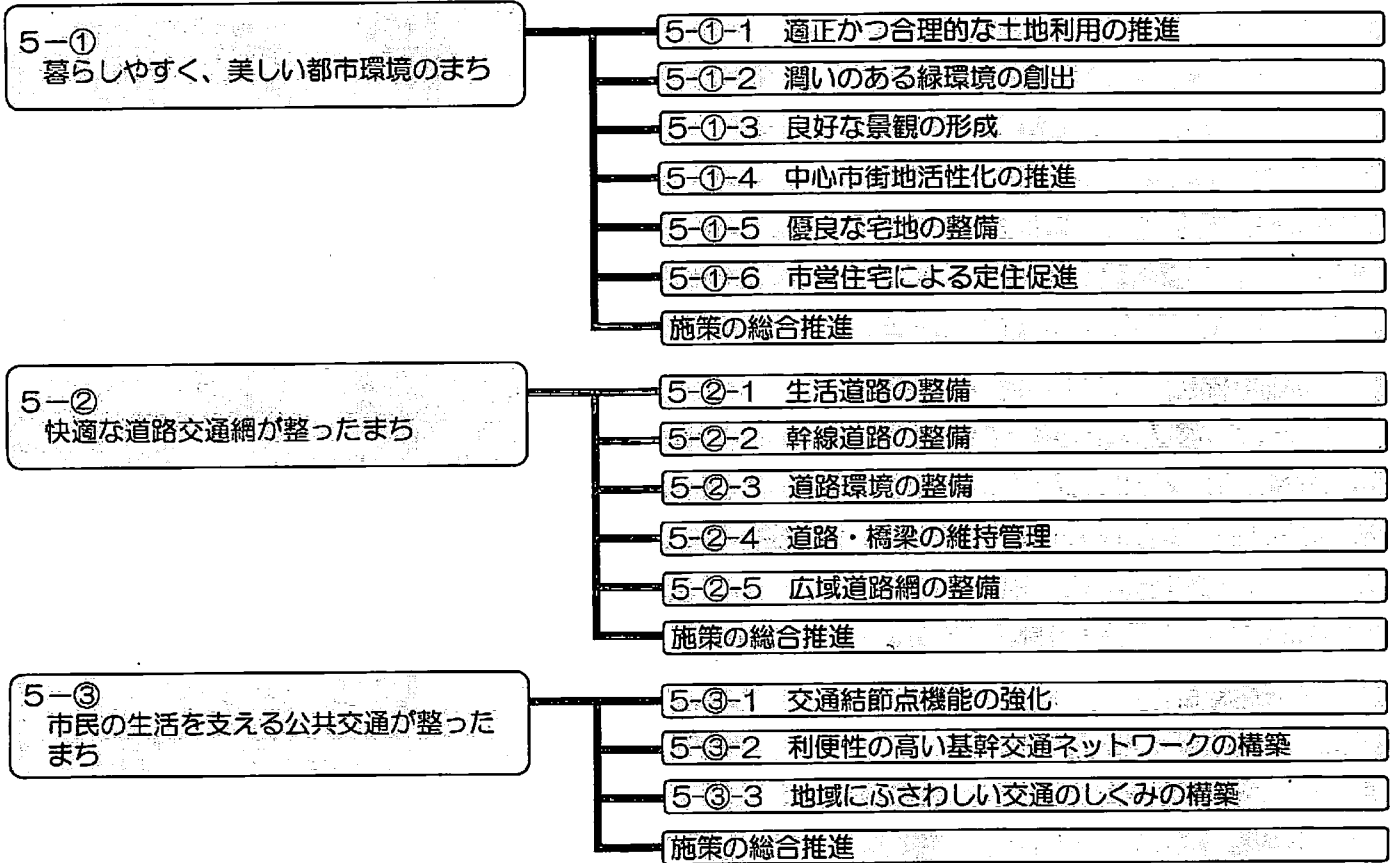 5－①
暮らしやすく、美しい都市環境のまち
5-①-1　適正かつ合理的な土地利用の推進
5-①-2　潤いのある緑環境の創出
5-①-3　良好な景観の形成
5-①-4　中心市街地活性化の推進
5-①-5　優良な宅地の整備
5-①-6　市営住宅による定住促進
施策の総合推進
5－②
快適な道路交通網が整ったまち
5-②-1　生活道路の整備
5-②-2　幹線道路の整備
5-②-3　道路環境の整備
5-②-4　道路・橋梁の維持管理
5-②-5　広域道路網の整備
施策の総合推進
5－③
市民の生活を支える公共交通が整った
まち
5-③-1　交通結節点機能の強化
5-③-2　利便性の高い基幹交通ネットワークの構築
5-③-3　地域にふさわしい交通のしくみの構築
施策の総合推進